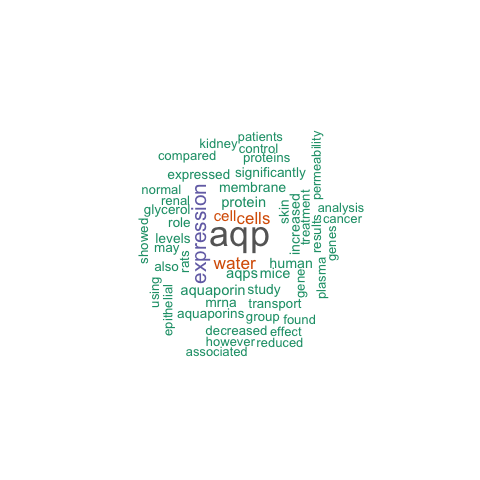 patients
kidney
control
permeability
compared
proteins
expressed
significantly
normal
membrane
renal
protein
glycerol
skin
increased
treatment
analysis
role
cell
cells
results
cancer
showed
levels
expression
aqp
genes
may
rats
water
human
also
aqps
mice
gene
plasma
using
epithelial
aquaporin
study
mrna
transport
aquaporins
group
found
decreased
effect
however
reduced
associated